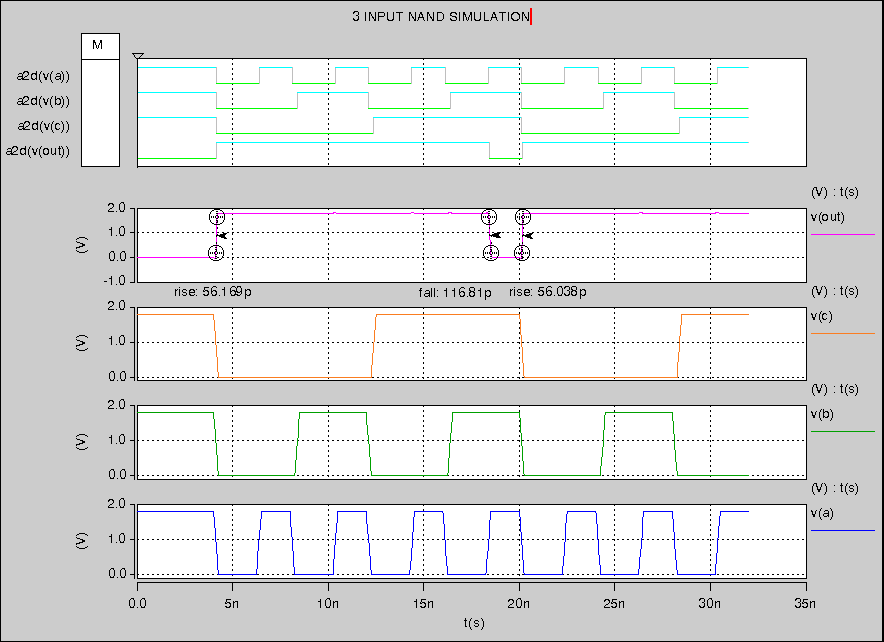 3 INPUT NAND SIMULATION
M
a2d(v(a))
a2d(v(b))
a2d(v(c))
a2d(v(out))
(V) : t(s)
v(out)
(V)
2.0
1.0
0.0
-1.0
rise: 56.169p
fall: 116.81p
rise: 56.038p
(V) : t(s)
v(c)
(V)
2.0
1.0
0.0
(V) : t(s)
v(b)
(V)
2.0
1.0
0.0
(V) : t(s)
v(a)
(V)
2.0
1.0
0.0
0.0 5n 10n 15n 20n 25n 30n 35n
t(s)